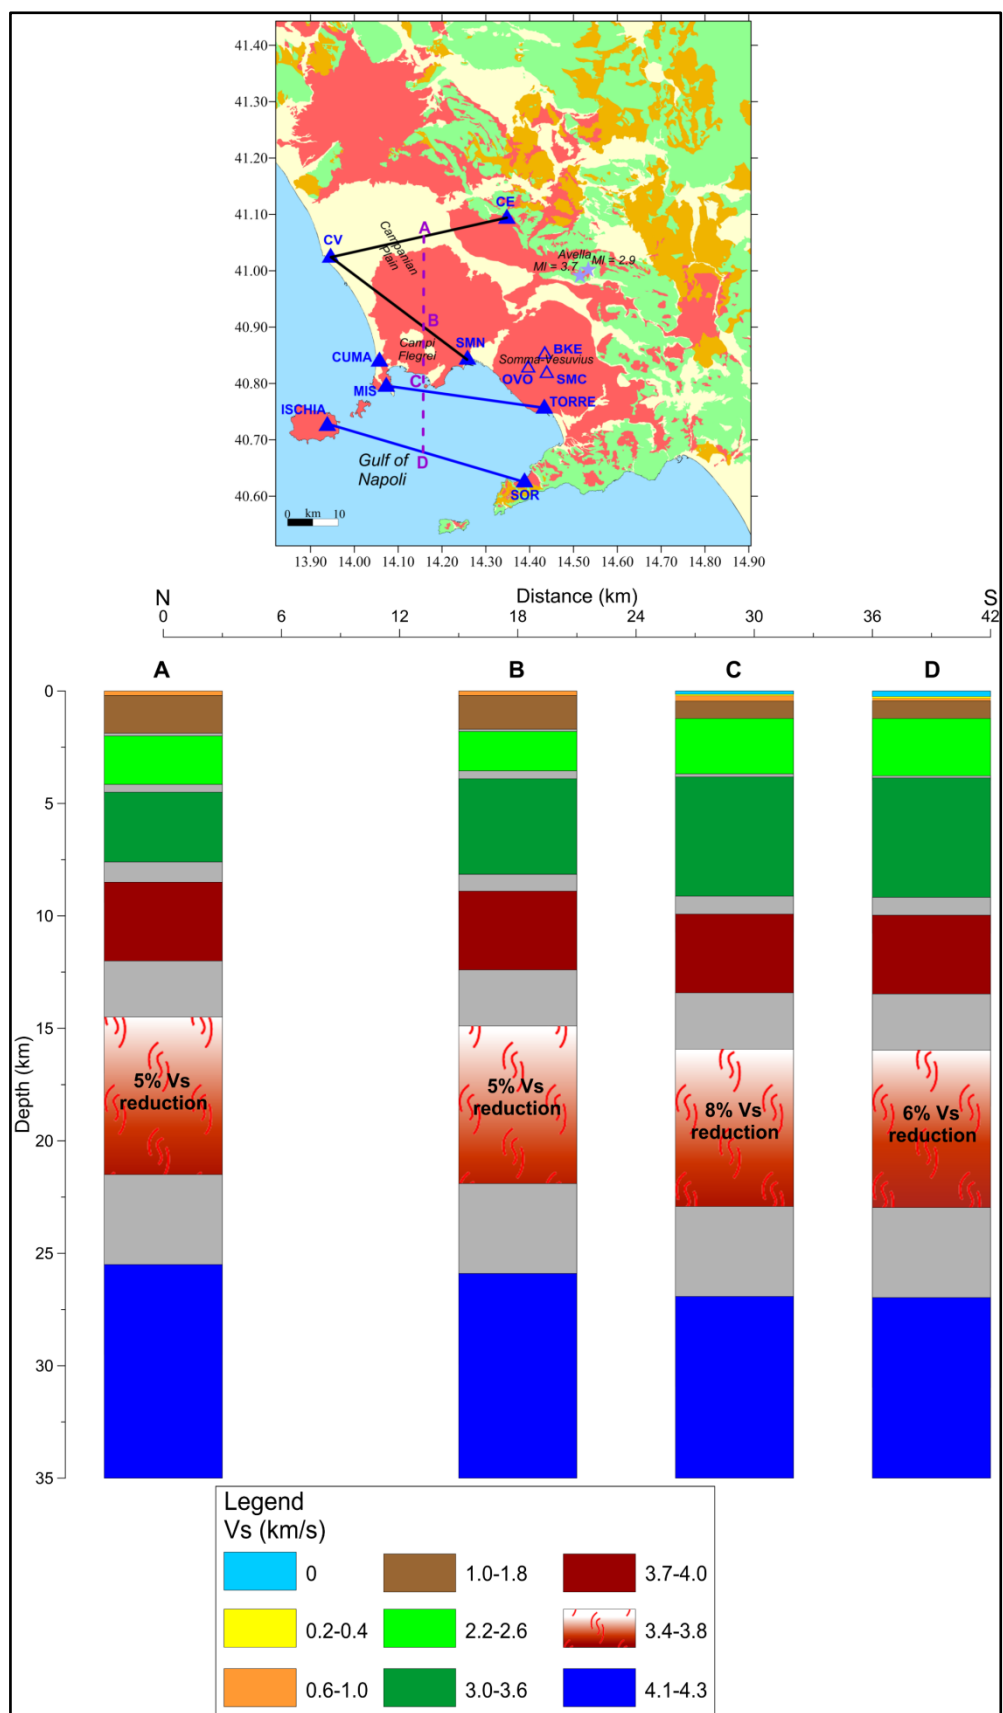 41.40
41.30
41.20
41.10
41.00
40.90
40.80
40.70
40.60
CE
A
CV
Campanian
Plain
Avella
Ml = 3.7
Ml = 2.9
B
Campi
Flegrei
SMN
CUMA
BKE
Somma-Vesuvius
OVO
SMC
C
MIS
TORRE
ISCHIA
D
Gulf of
Napoli
SOR
0 km 10
13.90 14.00 14.10 14.20 14.30 14.40 14.50 14.60 14.70 14.80 14.90
N Distance (km) S
0 6 12 18 24 30 36 42
A B C D
0
5
10
15
20
25
30
35
Depth (km)
5% Vs
reduction
5% Vs
reduction
8% Vs
reduction
6% Vs
reduction
Legend
Vs (km/s)
0 1.0-1.8 3.7-4.0
0.2-0.4 2.2-2.6 3.4-3.8
0.6-1.0 3.0-3.6 4.1-4.3